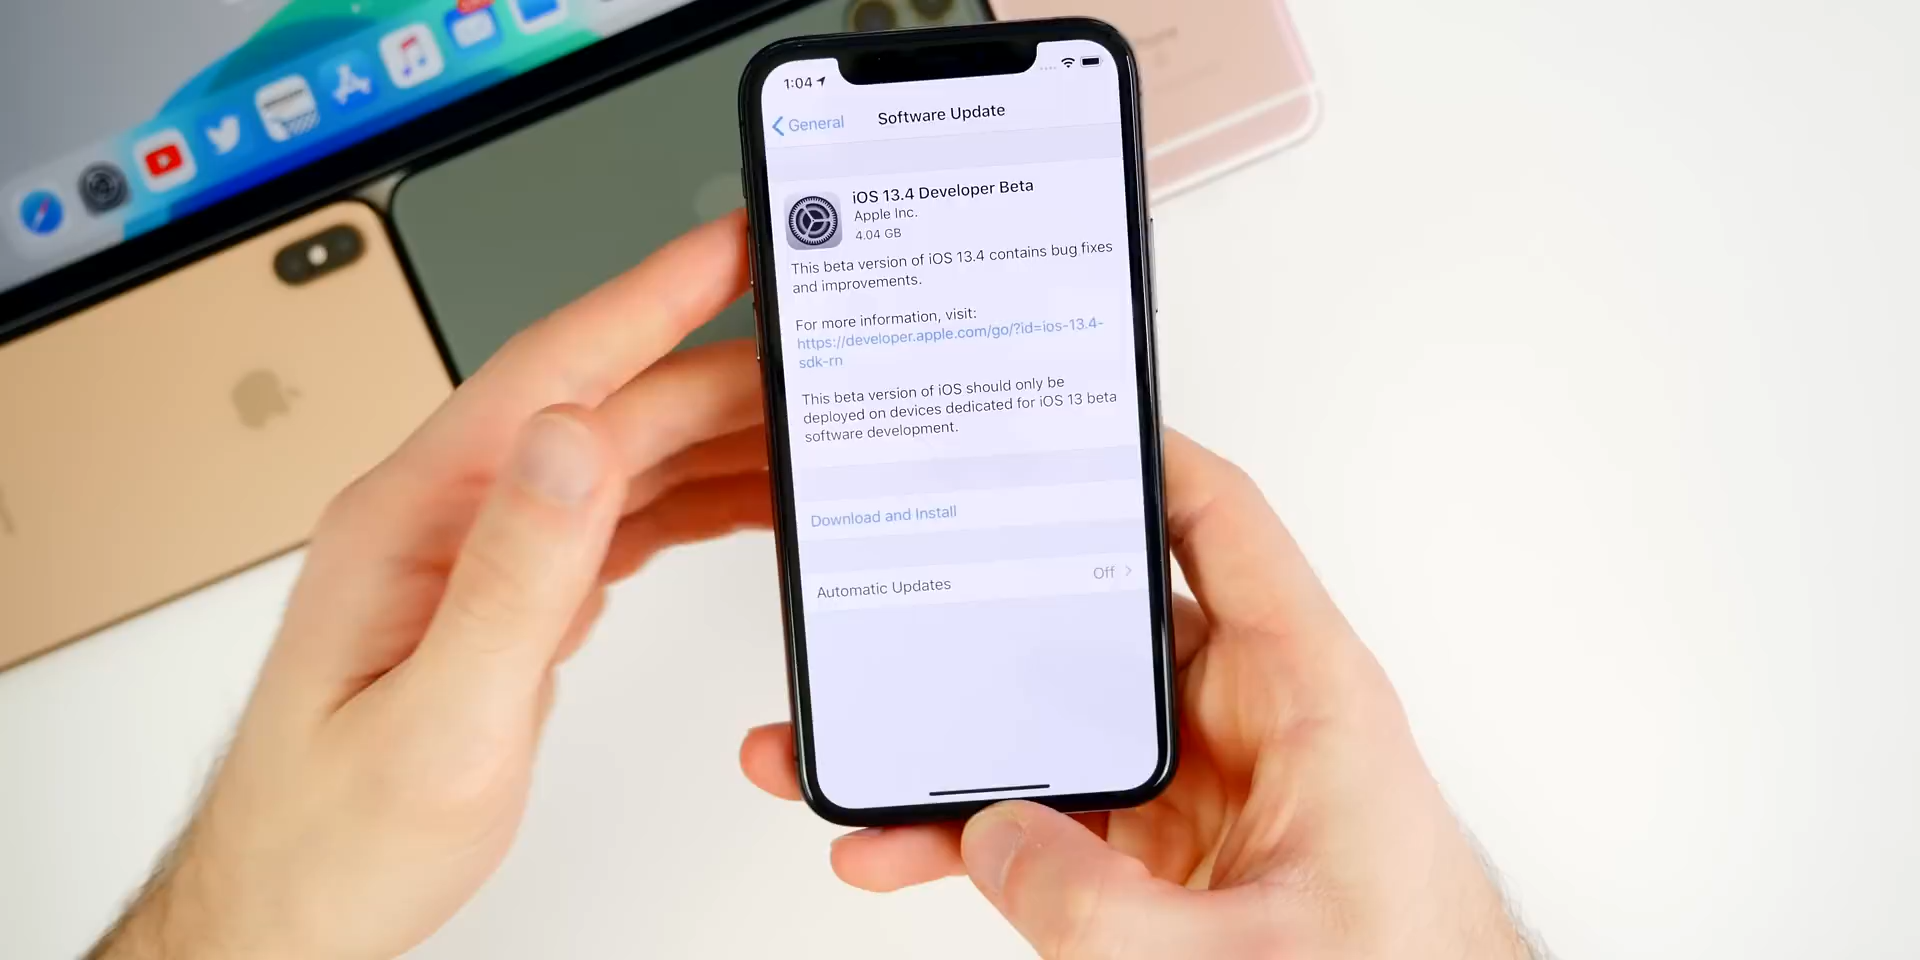 1:04
General
Software Update
iOS 13.4 Developer Beta
Apple Inc.
4.04 GB
This beta version of iOS 13.4 contains bug fixes
and improvements.
For more information, visit:
https://developer.apple.com/go/?id=ios-13.4-
sdk-rn
This beta version of iOS should only be
deployed on devices dedicated for iOS 13 beta
software development.
Download and Install
Automatic Updates
Off